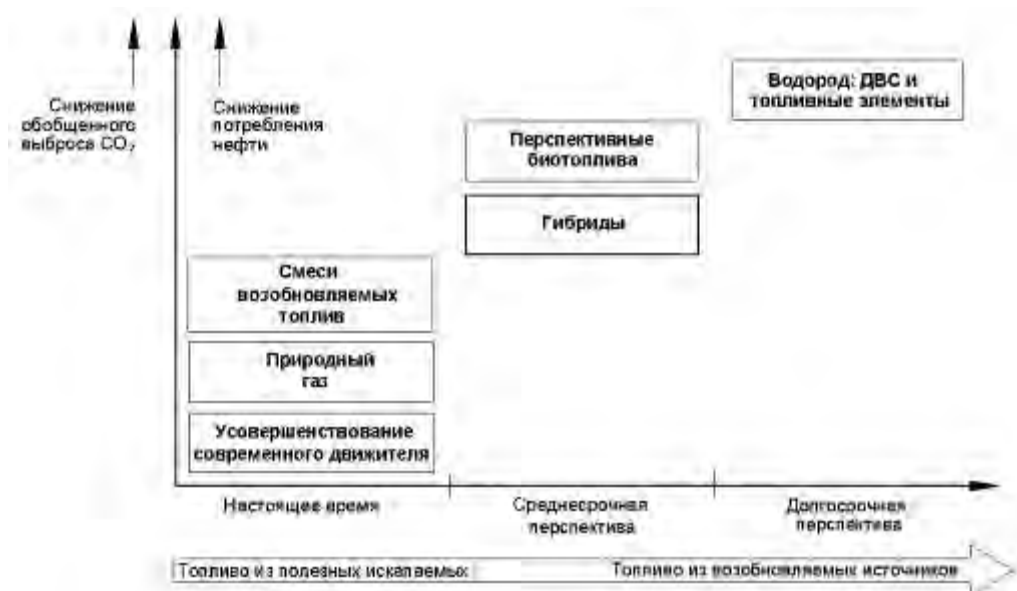 Снижение
обобщенного
выброса CO₂
Снижение
потребления
нефти
Водород: ДВС и
топливные элементы
Перспективные
биотоплива
Гибриды
Смеси
возобновляемых
топлив
Природный
газ
Усовершенствование
современного движителя
Настоящее время
Среднесрочная
перспектива
Долгосрочная
перспектива
Топливо из полезных ископаемых
Топливо из возобновляемых источников